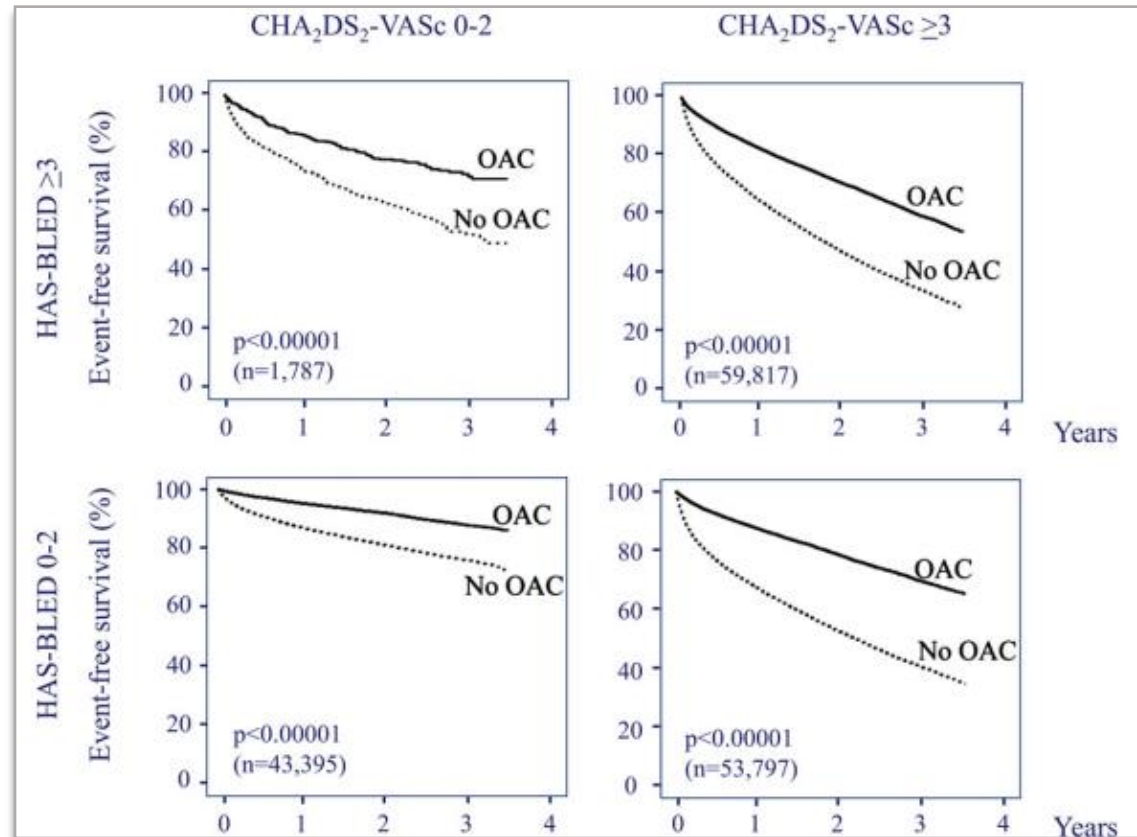 CHA₂DS₂-VASc 0-2
CHA₂DS₂-VASc ≥3
HAS-BLED ≥3
Event-free survival (%)
100
80
60
40
20
0
OAC
No OAC
p<0.00001
(n=1,787)
0 1 2 3 4
100
80
60
40
20
0
OAC
No OAC
p<0.00001
(n=59,817)
0 1 2 3 4
Years
HAS-BLED 0-2
Event-free survival (%)
100
80
60
40
20
0
OAC
No OAC
p<0.00001
(n=43,395)
0 1 2 3 4
100
80
60
40
20
0
OAC
No OAC
p<0.00001
(n=53,797)
0 1 2 3 4
Years